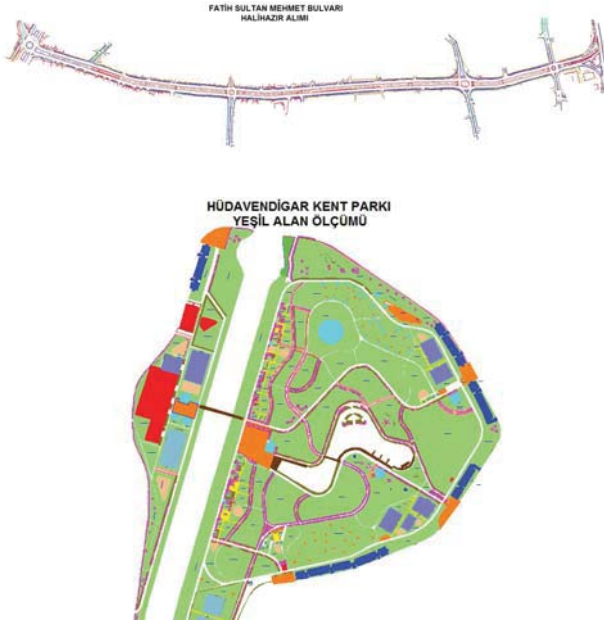 FATİH SULTAN MEHMET BULVARI
HALİHAZIR ALIMI
HÜDAVENDİGAR KENT PARKI
YEŞİL ALAN ÖLÇÜMÜ